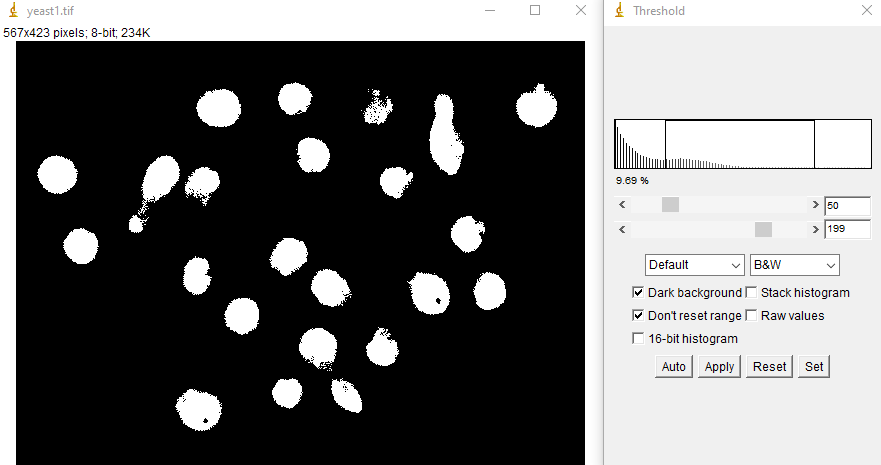 yeast1.tif
567x423 pixels; 8-bit; 234K
Threshold
9.69 %
50
199
Default B&W
Dark background Stack histogram
Don't reset range Raw values
16-bit histogram
Auto Apply Reset Set